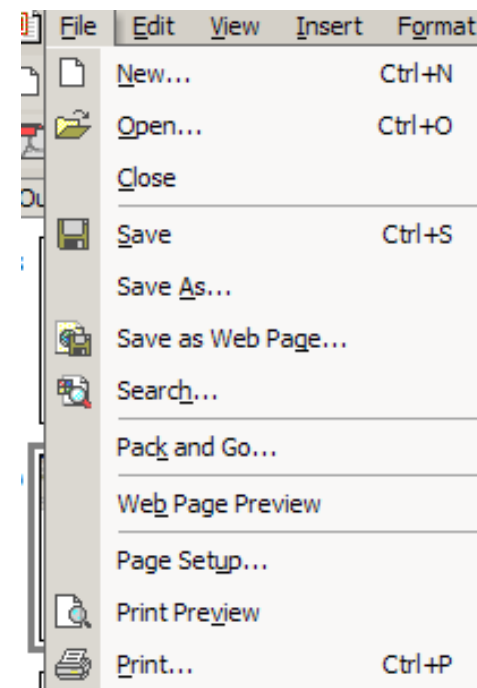 File Edit View Insert Format
New... Ctrl+N
Open... Ctrl+O
Close
Save Ctrl+S
Save As...
Save as Web Page...
Search...
Pack and Go...
Web Page Preview
Page Setup...
Print Preview
Print... Ctrl+P